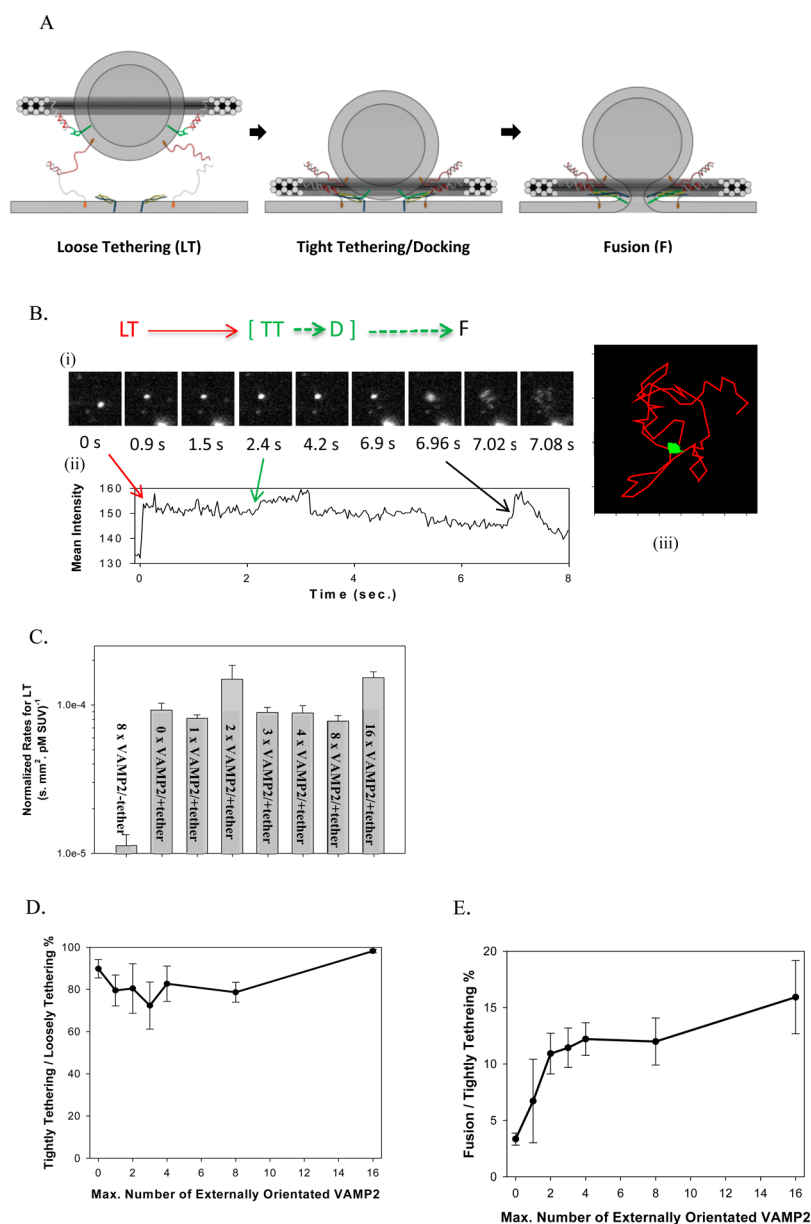 A
Loose Tethering (LT)
Tight Tethering/Docking
Fusion (F)
B.
LT
[ TT
D ]
F
(i)
0 s
0.9 s
1.5 s
2.4 s
4.2 s
6.9 s
6.96 s
7.02 s
7.08 s
(ii)
Mean Intensity
160
150
140
130
0
2
4
6
8
Time (sec.)
(iii)
C.
Normalized Rates for LT
(s. mm². pM SUV)⁻¹
1.0e-4
1.0e-5
8 x VAMP2/-tether
0 x VAMP2/+tether
1 x VAMP2/+tether
2 x VAMP2/+tether
3 x VAMP2/+tether
4 x VAMP2/+tether
8 x VAMP2/+tether
16 x VAMP2/+tether
D.
Tightly Tethering / Loosely Tethering %
100
80
60
40
20
0
0
2
4
6
8
10
12
14
16
Max. Number of Externally Orientated VAMP2
E.
Fusion / Tightly Tethreing %
20
15
10
5
0
0
2
4
6
8
10
12
14
16
Max. Number of Externally Orientated VAMP2